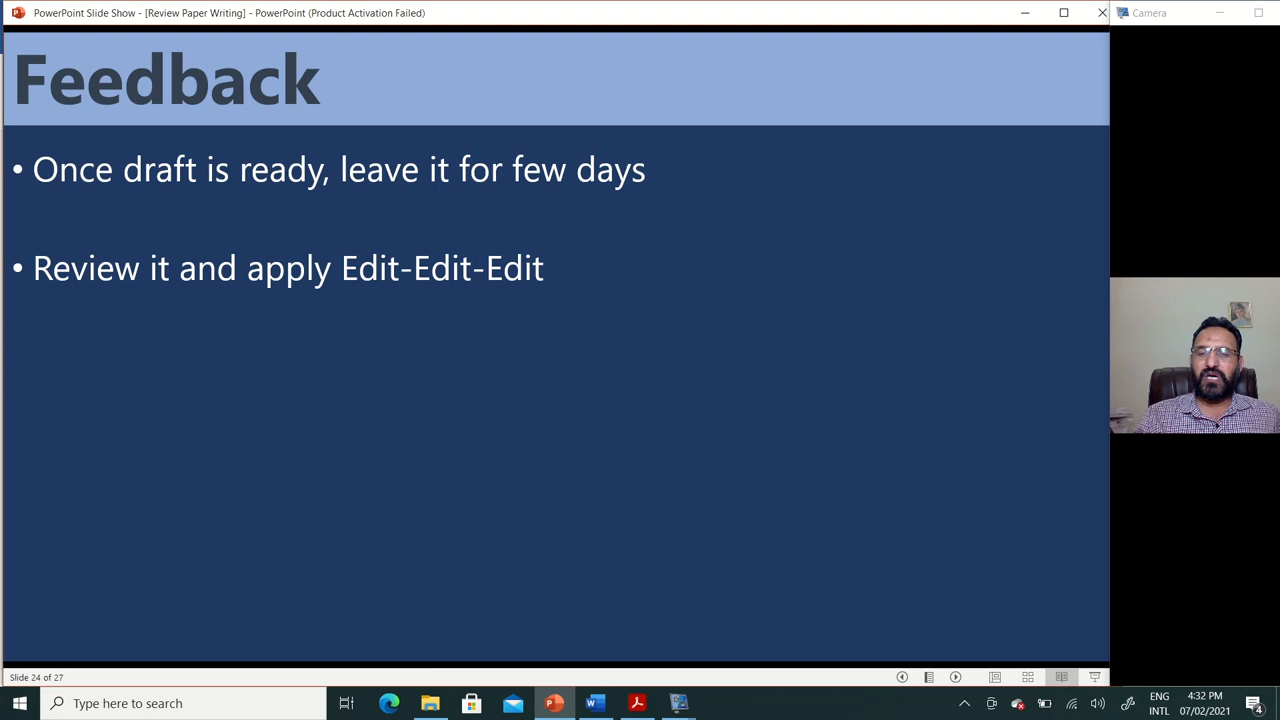 PowerPoint Slide Show - [Review Paper Writing] - PowerPoint (Product Activation Failed)
Camera
Feedback
• Once draft is ready, leave it for few days
• Review it and apply Edit-Edit-Edit
Slide 24 of 27
Type here to search
ENG
INTL
4:32 PM
07/02/2021
4